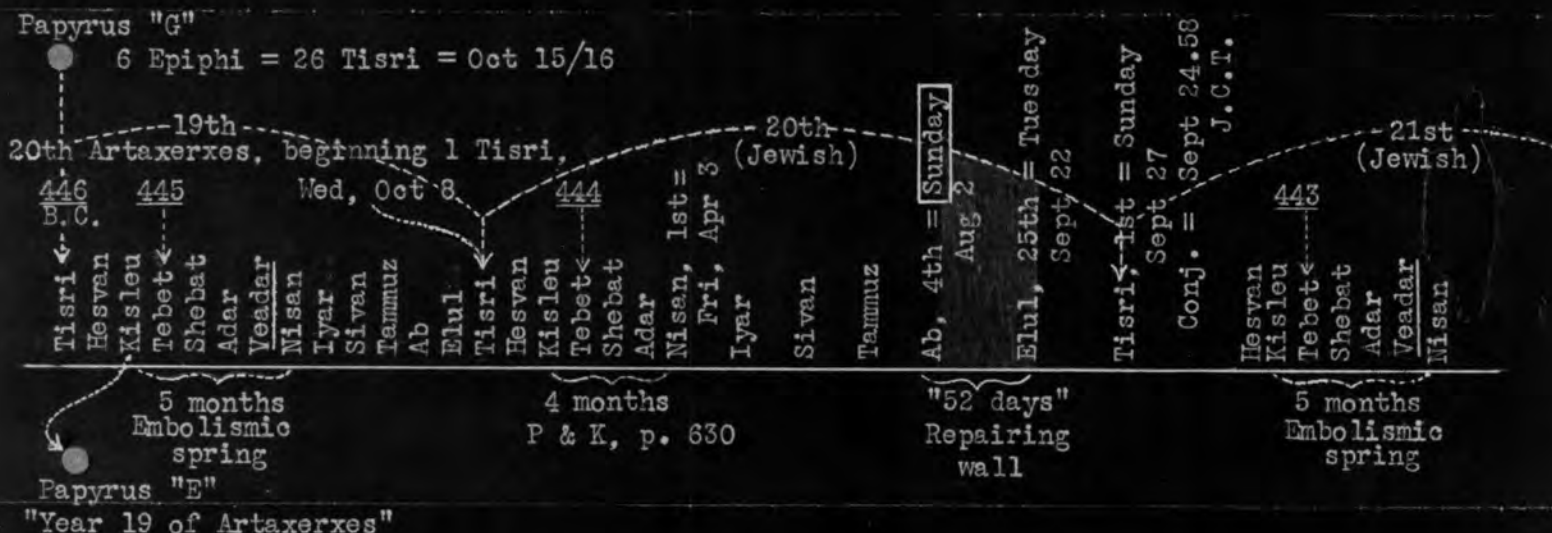 Papyrus "G"
6 Epiphi = 26 Tisri = Oct 15/16
19th
20th Artaxerxes, beginning 1 Tisri,
446
B.C.
445
Wed, Oct 8
20th
(Jewish)
444
21st
(Jewish)
443
Tisri
Hesvan
Kisleu
Tebet
Shebat
Adar
Veadar
Nisan
Iyar
Sivan
Tammuz
Ab
Elul
Tisri
Hesvan
Kisleu
Tebet
Shebat
Adar
Nisan, 1st =
Fri, Apr 3
Iyar
Sivan
Tammuz
Ab, 4th = Sunday
Aug 2
Elul, 25th = Tuesday
Sept 22
Tisri, 1st = Sunday
Sept 27
Conj. = Sept 24.58
J.C.T.
Hesvan
Kisleu
Tebet
Shebat
Adar
Veadar
Nisan
5 months
Embolismic
spring
4 months
P & K, p. 630
"52 days"
Repairing
wall
5 months
Embolismic
spring
Papyrus "E"
"Year 19 of Artaxerxes"